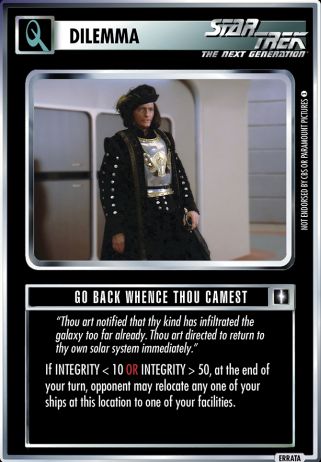 Q
DILEMMA
STAR TREK
THE NEXT GENERATION
NOT ENDORSED BY CBS OR PARAMOUNT PICTURES
GO BACK WHENCE THOU CAMEST
"Thou art notified that thy kind has infiltrated the
galaxy too far already. Thou art directed to return to
thy own solar system immediately."
If INTEGRITY < 10 OR INTEGRITY > 50, at the end of
your turn, opponent may relocate any one of your
ships at this location to one of your facilities.
ERRATA